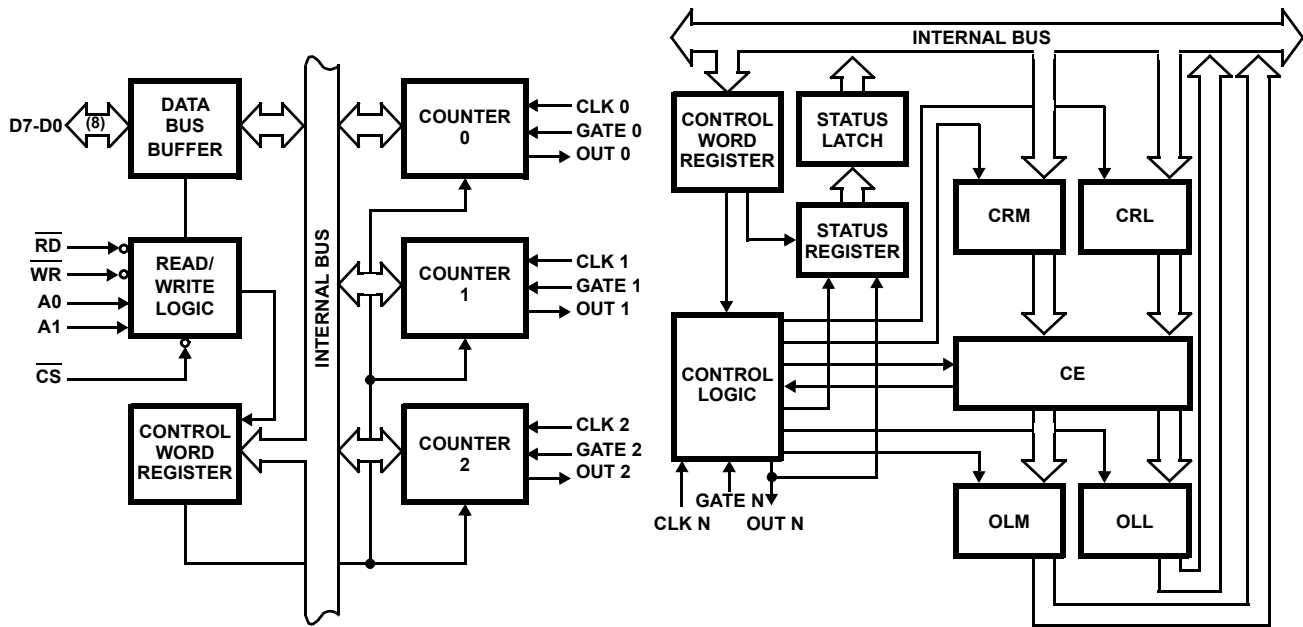 D7-D0
(8)
DATA
BUS
BUFFER
RD
WR
A0
A1
CS
READ/
WRITE
LOGIC
CONTROL
WORD
REGISTER
INTERNAL BUS
COUNTER
0
CLK 0
GATE 0
OUT 0
COUNTER
1
CLK 1
GATE 1
OUT 1
COUNTER
2
CLK 2
GATE 2
OUT 2
INTERNAL BUS
CONTROL
WORD
REGISTER
STATUS
LATCH
STATUS
REGISTER
CRM
CRL
CONTROL
LOGIC
CE
GATE N
CLK N
OUT N
OLM
OLL